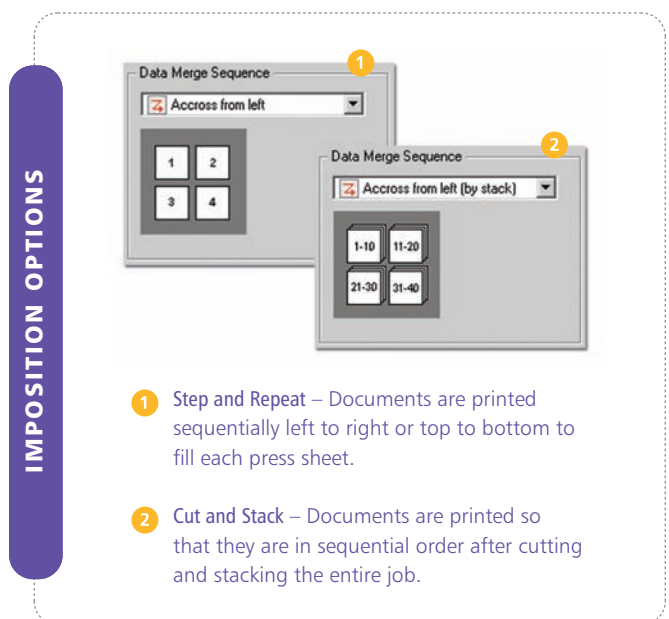 IMPOSITION OPTIONS
1
Data Merge Sequence
Accross from left
1 2
3 4
2
Data Merge Sequence
Accross from left (by stack)
1-10 11-20
21-30 31-40
1 Step and Repeat – Documents are printed
sequentially left to right or top to bottom to
fill each press sheet.
2 Cut and Stack – Documents are printed so
that they are in sequential order after cutting
and stacking the entire job.